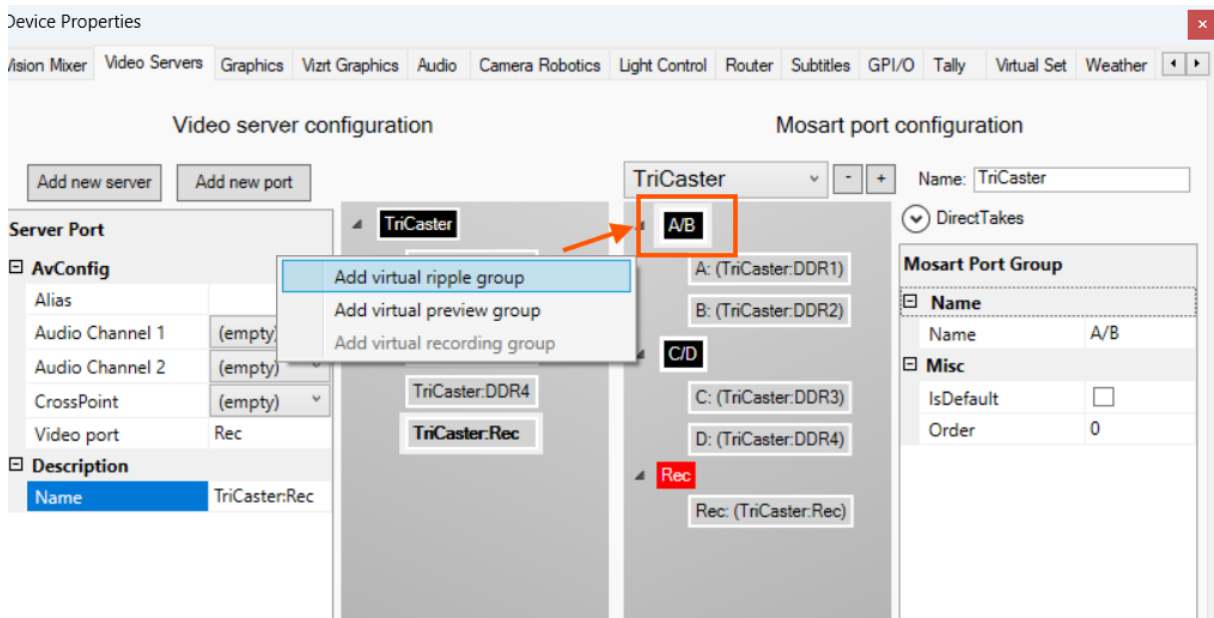 Device Properties
Vision Mixer Video Servers Graphics Vizrt Graphics Audio Camera Robotics Light Control Router Subtitles GPI/O Tally Virtual Set Weather
Video server configuration
Mosart port configuration
Add new server Add new port
TriCaster - + Name: TriCaster
DirectTakes
Server Port
AvConfig
Alias
Audio Channel 1 (empty)
Audio Channel 2 (empty)
CrossPoint (empty)
Video port Rec
Description
Name TriCaster:Rec
TriCaster
Add virtual ripple group
Add virtual preview group
Add virtual recording group
TriCaster:DDR4
TriCaster:Rec
A/B
A: (TriCaster:DDR1)
B: (TriCaster:DDR2)
C/D
C: (TriCaster:DDR3)
D: (TriCaster:DDR4)
Rec
Rec: (TriCaster:Rec)
Mosart Port Group
Name
Name A/B
Misc
IsDefault
Order 0